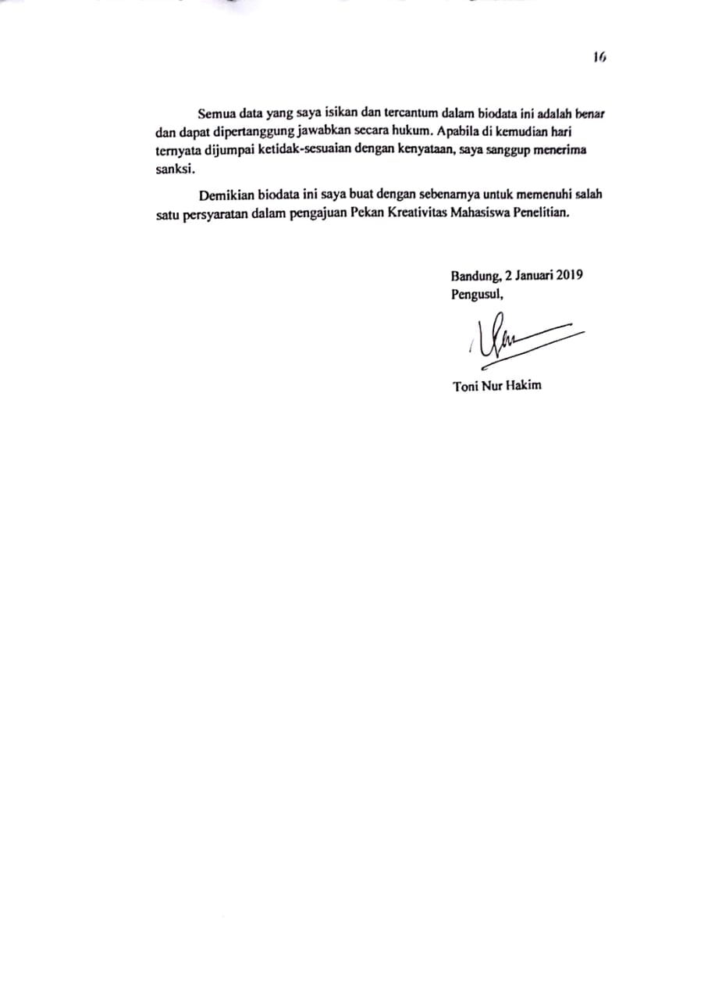 16
Semua data yang saya isikan dan tercantum dalam biodata ini adalah benar
dan dapat dipertanggung jawabkan secara hukum. Apabila di kemudian hari
ternyata dijumpai ketidak-sesuaian dengan kenyataan, saya sanggup menerima
sanksi.
Demikian biodata ini saya buat dengan sebenarnya untuk memenuhi salah
satu persyaratan dalam pengajuan Pekan Kreativitas Mahasiswa Penelitian.
Bandung, 2 Januari 2019
Pengusul,
Toni Nur Hakim